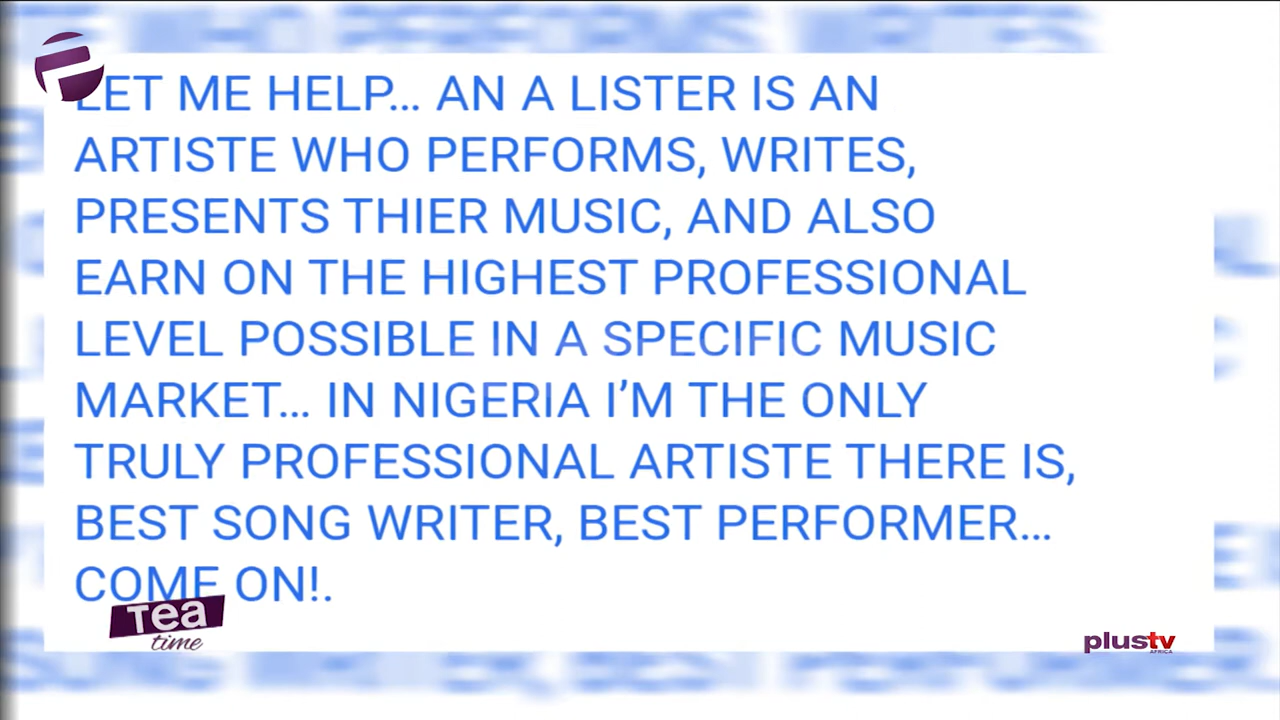 LET ME HELP... AN A LISTER IS AN
ARTISTE WHO PERFORMS, WRITES,
PRESENTS THIER MUSIC, AND ALSO
EARN ON THE HIGHEST PROFESSIONAL
LEVEL POSSIBLE IN A SPECIFIC MUSIC
MARKET... IN NIGERIA I'M THE ONLY
TRULY PROFESSIONAL ARTISTE THERE IS,
BEST SONG WRITER, BEST PERFORMER...
COME ON!.
Tea
time
plustv
AFRICA